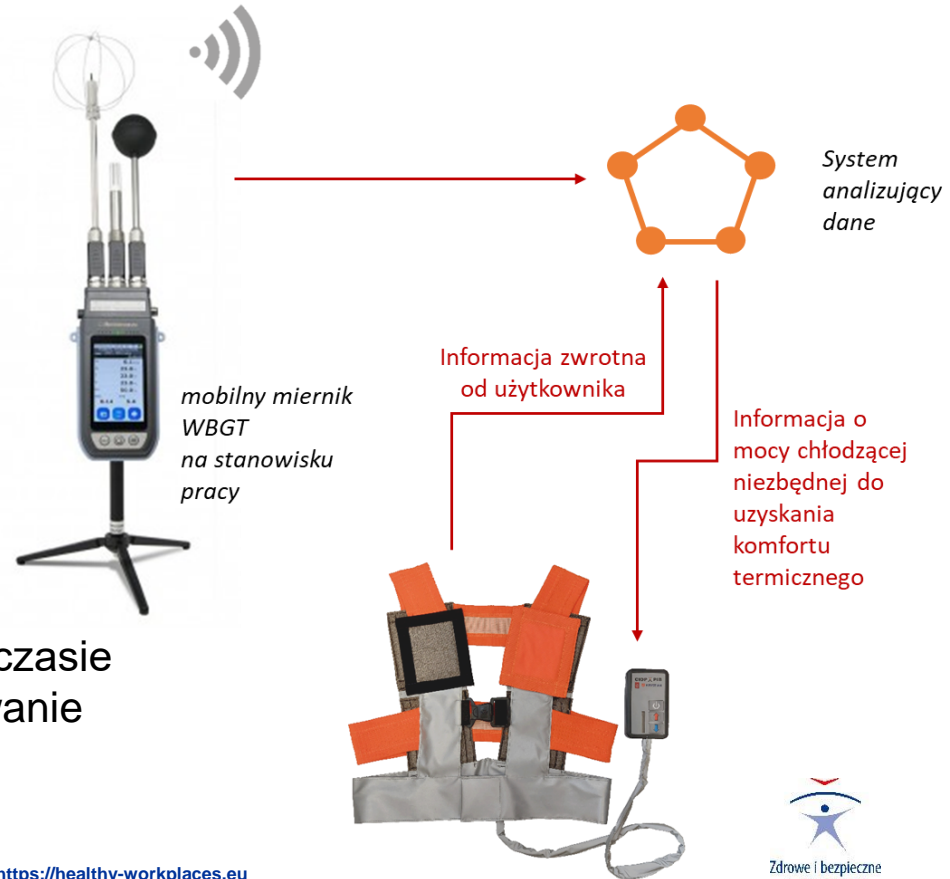 System
analizujący
dane
Informacja zwrotna
od użytkownika
mobilny miernik
WBGT
na stanowisku
pracy
Informacja o
mocy chłodzącej
niezbędnej do
uzyskania
komfortu
termicznego
czasie
wanie
https://healthy-workplaces.eu
Zdrowe i bezpieczne